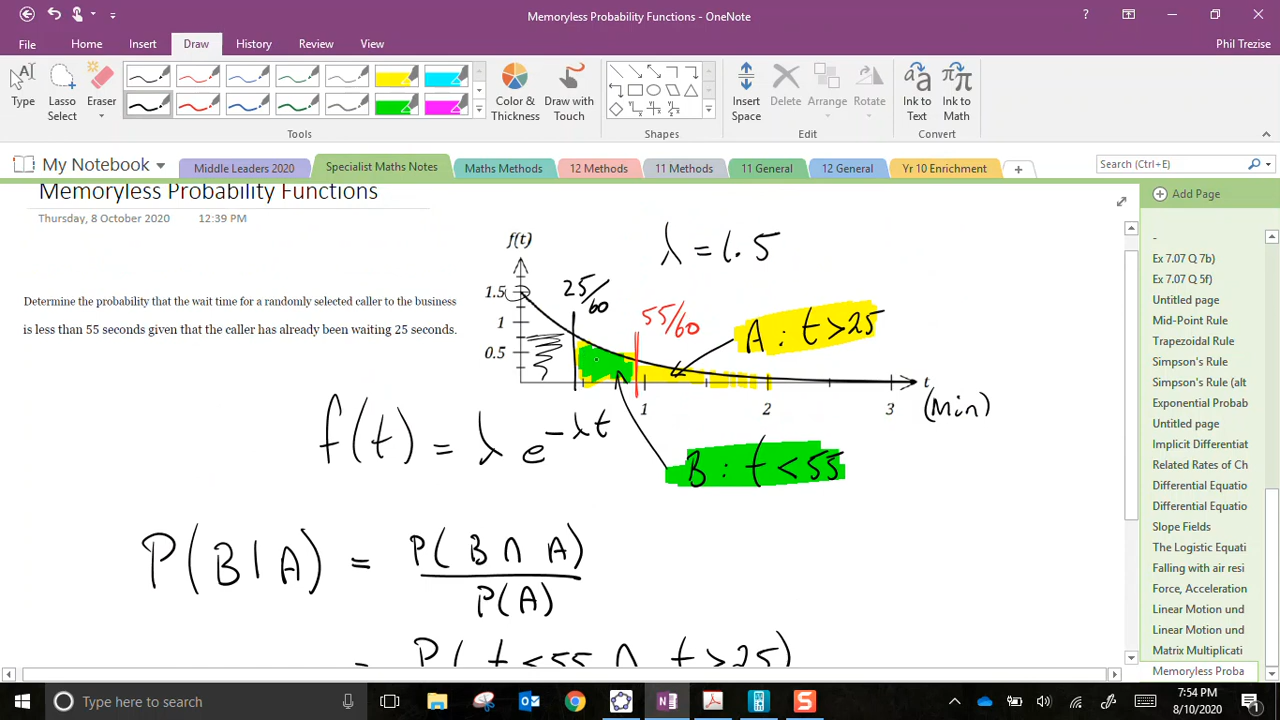 Memoryless Probability Functions - OneNote
?
File
Home
Insert
Draw
History
Review
View
Phil Trezise
Type
Lasso
Select
Eraser
Color &
Thickness
Draw with
Touch
Insert
Space
Delete
Arrange
Rotate
Ink to
Text
Ink to
Math
Tools
Shapes
Edit
Convert
My Notebook
Middle Leaders 2020
Specialist Maths Notes
Maths Methods
12 Methods
11 Methods
11 General
12 General
Yr 10 Enrichment
Search (Ctrl+E)
Memoryless Probability Functions
Thursday, 8 October 2020 12:39 PM
Determine the probability that the wait time for a randomly selected caller to the business
is less than 55 seconds given that the caller has already been waiting 25 seconds.
f(t)
λ = 1.5
1.5
1
0.5
25/60
55/60
A : t > 25
1
2
3
t
(Min)
f(t) = λ e^{-λt}
B : t < 55
P(B|A) = P(B ∩ A)
P(A)
= P( t < 55 ∩ t > 25)
Add Page
-
Ex 7.07 Q 7b)
Ex 7.07 Q 5f)
Untitled page
Mid-Point Rule
Trapezoidal Rule
Simpson's Rule
Simpson's Rule (alt
Exponential Probab
Untitled page
Implicit Differentiat
Related Rates of Ch
Differential Equatio
Differential Equatio
Slope Fields
The Logistic Equati
Falling with air resi
Force, Acceleration
Linear Motion und
Linear Motion und
Matrix Multiplicati
Memoryless Proba
Type here to search
7:54 PM
8/10/2020
1